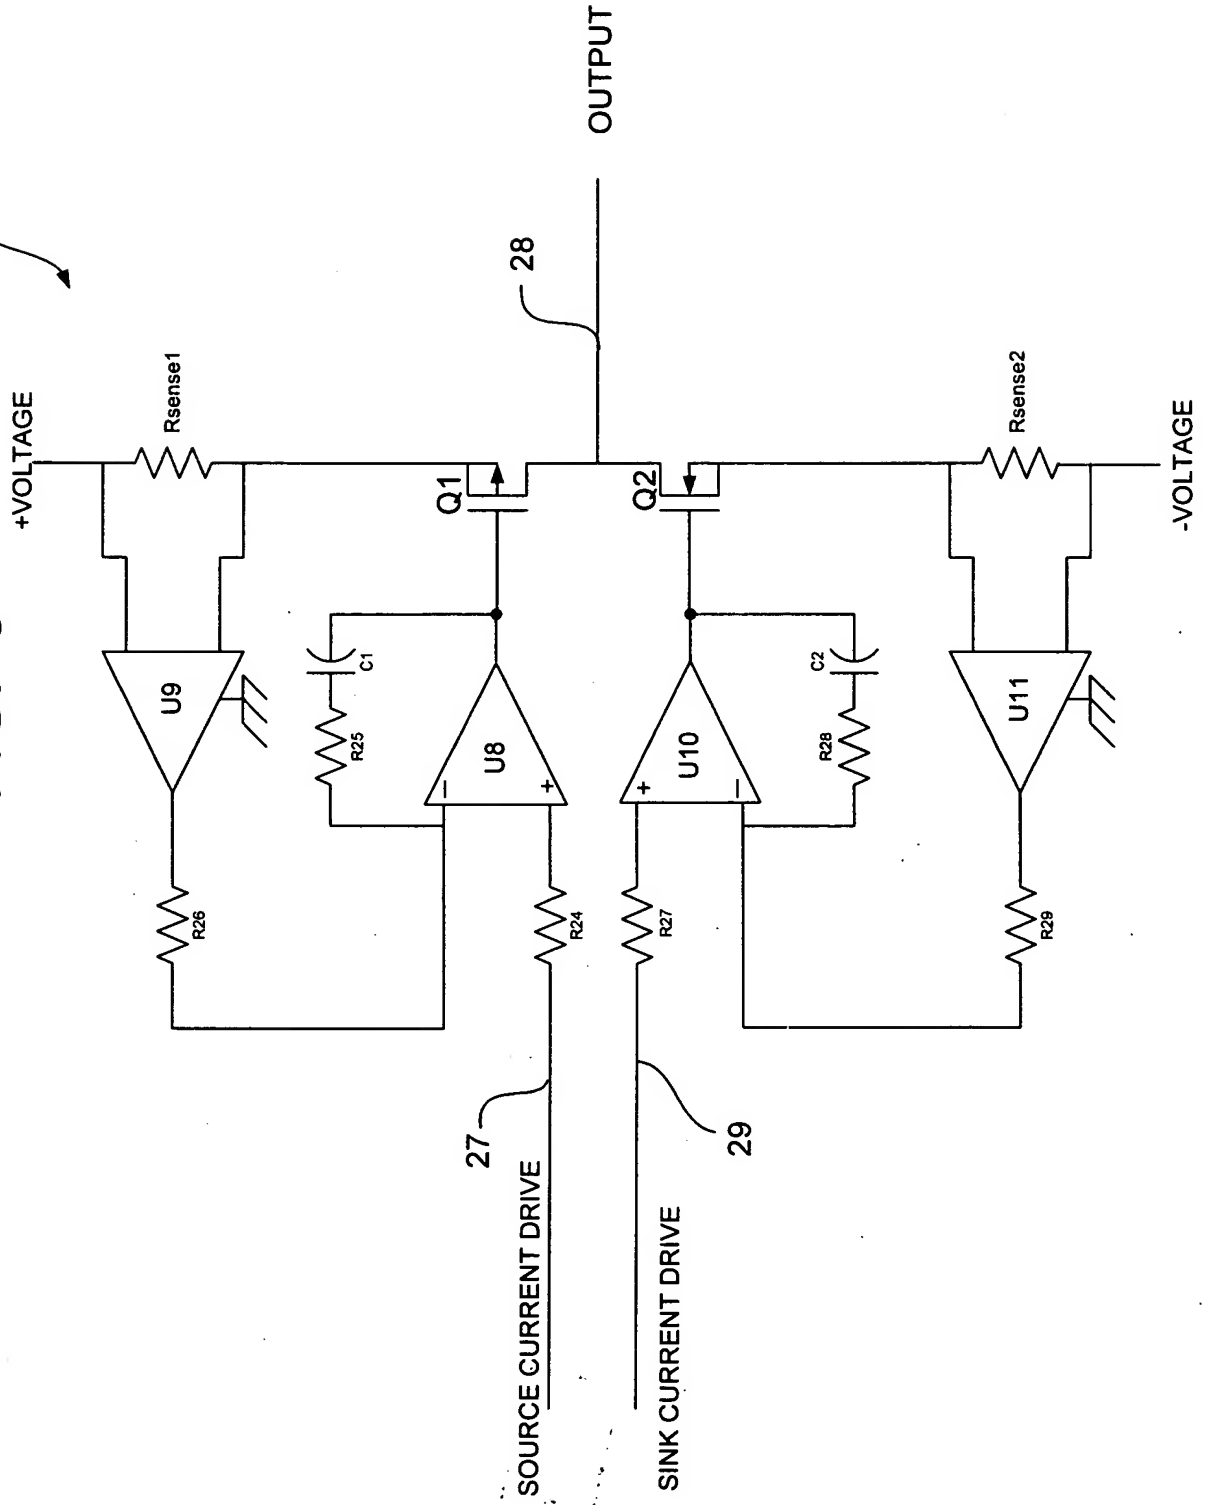 +VOLTAGE
Rsense1
U9
R26
C1
R25
Q1
U8
−
+
R24
27
SOURCE CURRENT DRIVE
28
OUTPUT
Q2
U10
+
−
R27
29
SINK CURRENT DRIVE
C2
R28
Rsense2
U11
R29
-VOLTAGE